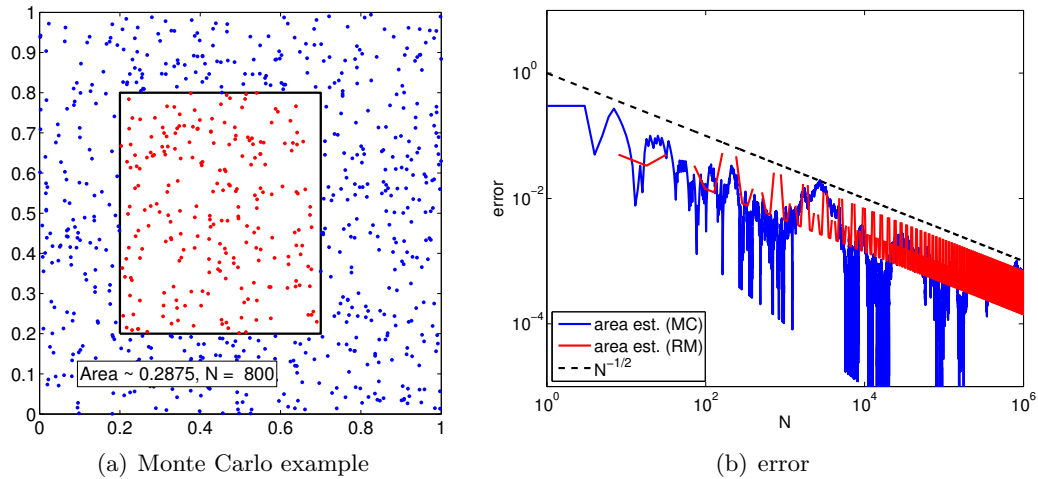 1
0.9
0.8
0.7
0.6
0.5
0.4
0.3
0.2
0.1
0
0 0.2 0.4 0.6 0.8 1
Area ~ 0.2875, N = 800
(a) Monte Carlo example
10^0
10^-2
10^-4
error
area est. (MC)
area est. (RM)
N^-1/2
10^0 10^2 10^4 10^6
N
(b) error